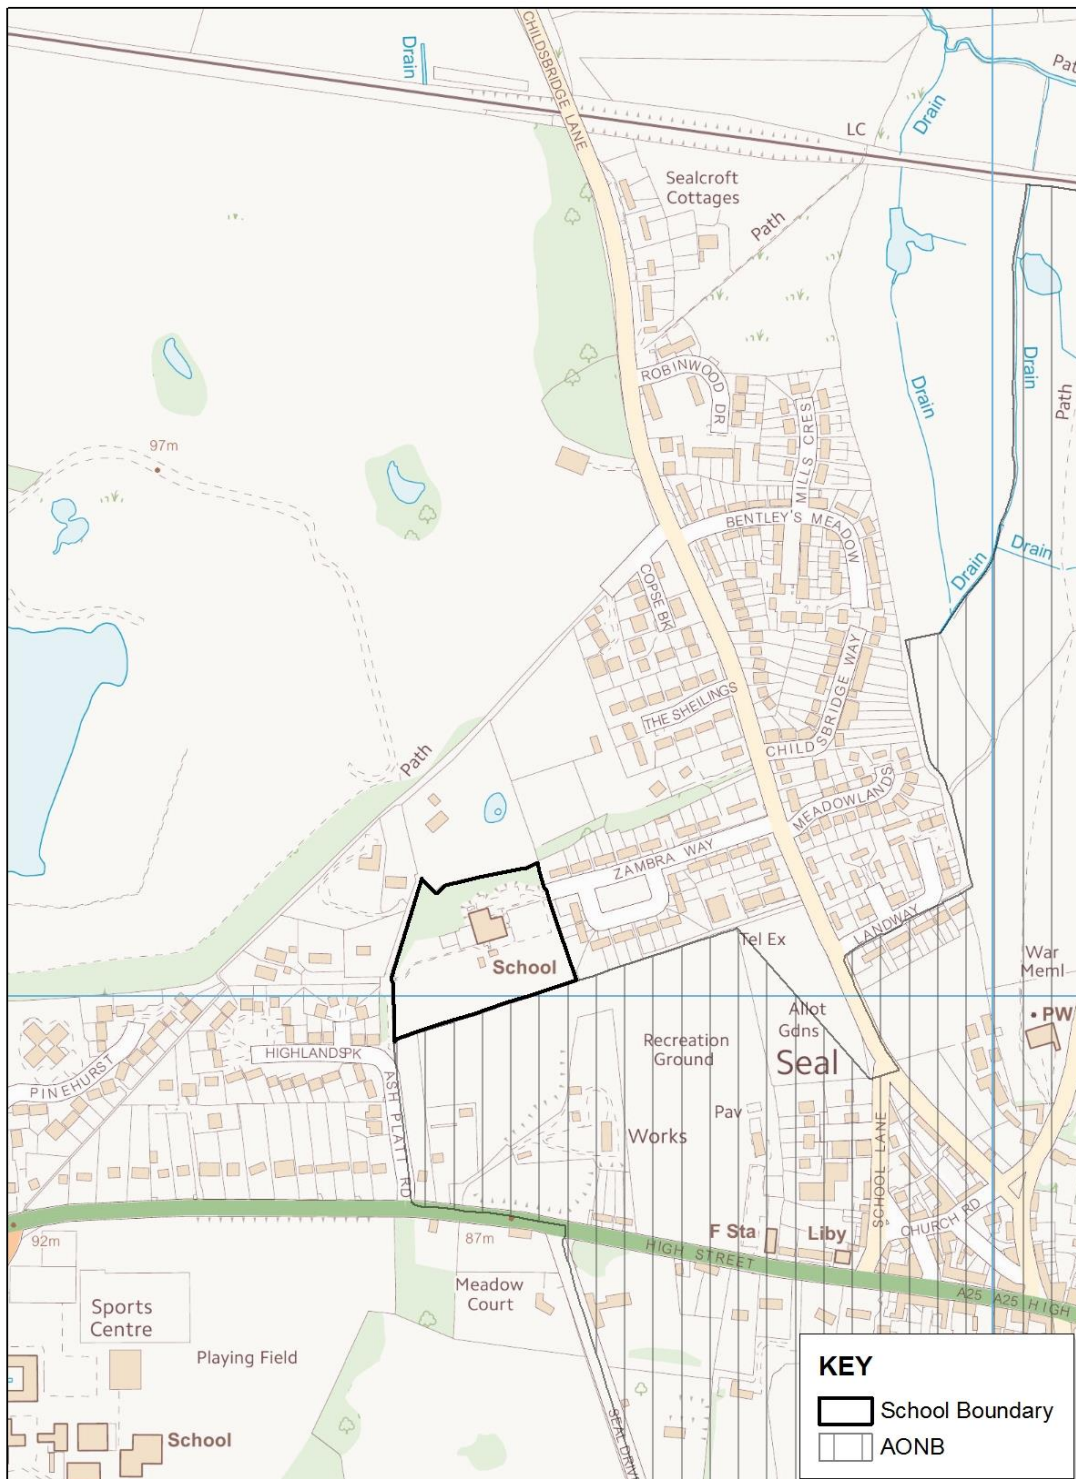 CHILDSBRIDGE LANE
Drain
Path
Drain
LC
Sealcroft
Cottages
Path
ROBINWOOD DR
Drain
Drain
Path
97m
MILLS CRES
BENTLEY'S MEADOW
Drain
Drain
COPSE BK
CHILDSBRIDGE WAY
THE SHEILINGS
Path
MEADOWLANDS
ZAMBRA WAY
LANDWAY
Tel Ex
School
War
Meml
PW
Allot
Gdns
Recreation
Ground
Seal
HIGHLANDS PK
PINEHURST
ASH PLATT RD
Pav
Works
SCHOOL LANE
CHURCH RD
F Sta
Liby
92m
87m
HIGH STREET
A25
A25 HIGH
Meadow
Court
Sports
Centre
Playing Field
School
SEAL DRIVE
KEY
School Boundary
AONB